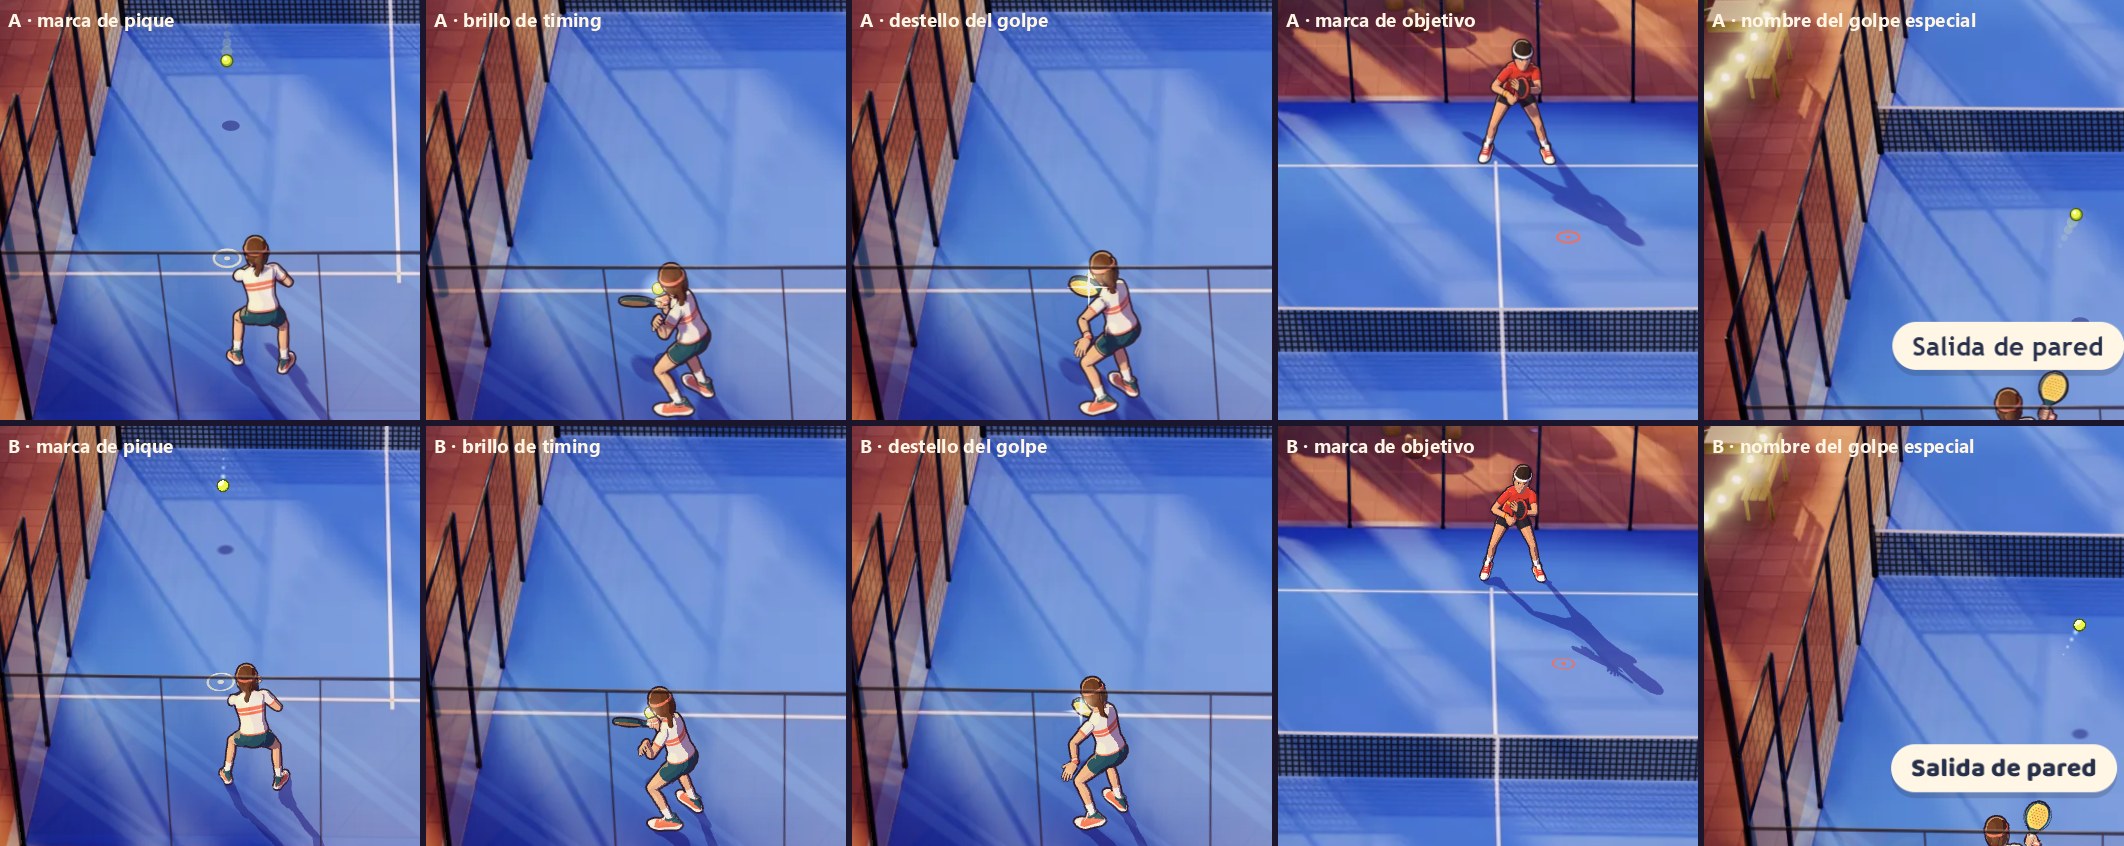 A · marca de pique
A · brillo de timing
A · destello del golpe
A · marca de objetivo
A · nombre del golpe especial
Salida de pared
B · marca de pique
B · brillo de timing
B · destello del golpe
B · marca de objetivo
B · nombre del golpe especial
Salida de pared